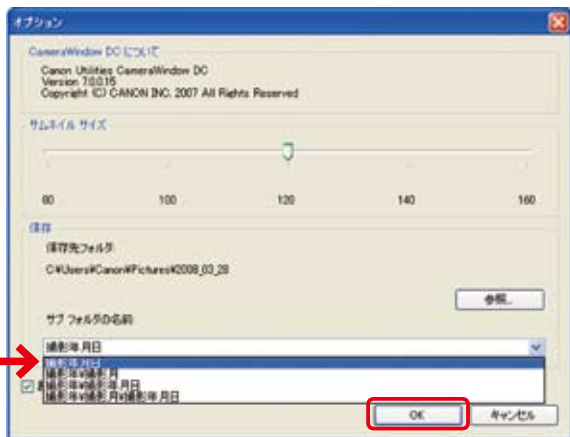 オプション
CameraWindow DC について
Canon Utilities CameraWindow DC
Version 7.0.0.15
Copyright (C) CANON INC. 2007 All Rights Reserved
サムネイル サイズ
80 100 120 140 160
保存
保存先フォルダ:
C:¥Users¥Canon¥Pictures¥2008_03_28
参照...
サブ フォルダの名前
撮影年月日
撮影年月日
撮影年¥撮影月
撮影年¥撮影年月日
撮影年¥撮影月¥撮影年月日
OK キャンセル